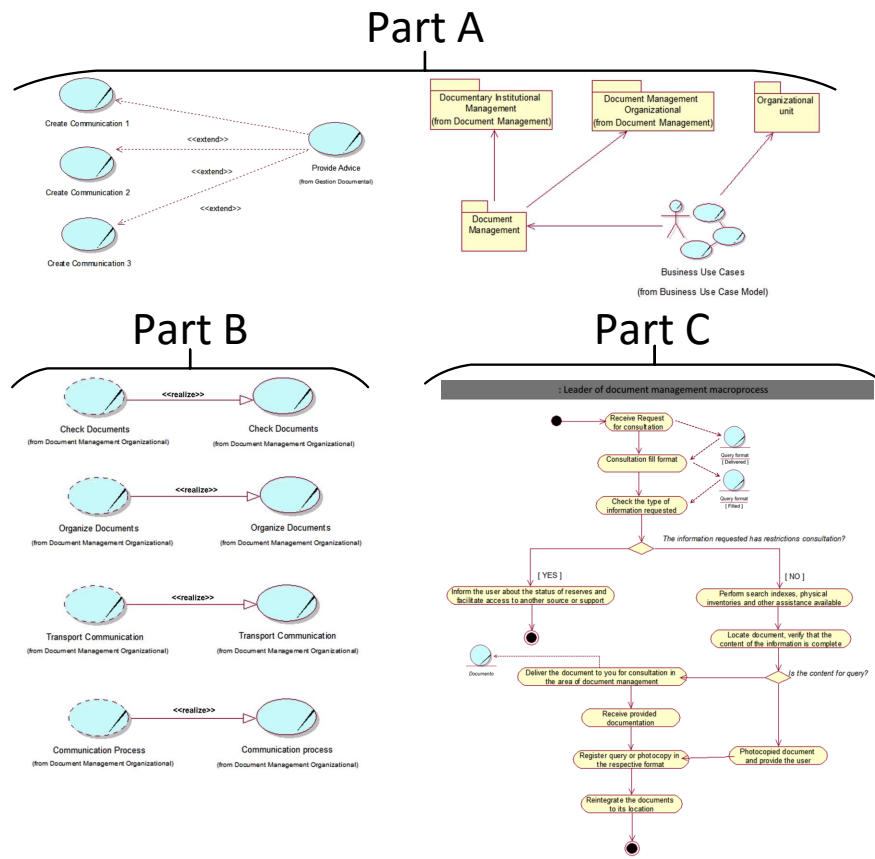 Part A
Create Communication 1
<<extend>>
Create Communication 2
<<extend>>
Create Communication 3
<<extend>>
Provide Advice
(from Gestion Documental)
Documentary Institutional
Management
(from Document Management)
Document Management
Organizational
(from Document Management)
Organizational
unit
Document
Management
Business Use Cases
(from Business Use Case Model)
Part B
<<realize>>
Check Documents
(from Document Management Organizational)
Check Documents
(from Document Management Organizational)
<<realize>>
Organize Documents
(from Document Management Organizational)
Organize Documents
(from Document Management Organizational)
<<realize>>
Transport Communication
(from Document Management Organizational)
Transport Communication
(from Document Management Organizational)
<<realize>>
Communication Process
(from Document Management Organizational)
Communication process
(from Document Management Organizational)
Part C
: Leader of document management macroprocess
Receive Request
for consultation
Query format
[ Delivered ]
Consultation fill format
Query format
[ Filled ]
Check the type of
information requested
The information requested has restrictions consultation?
[ YES ]
[ NO ]
Inform the user about the status of reserves and
facilitate access to another source or support
Perform search indexes, physical
inventories and other assistance available
Locate document, verify that the
content of the information is complete
Documento
Deliver the document to you for consultation in
the area of document management
Is the content for query?
Receive provided
documentation
Register query or photocopy in
the respective format
Photocopied document
and provide the user
Reintegrate the documents
to its location